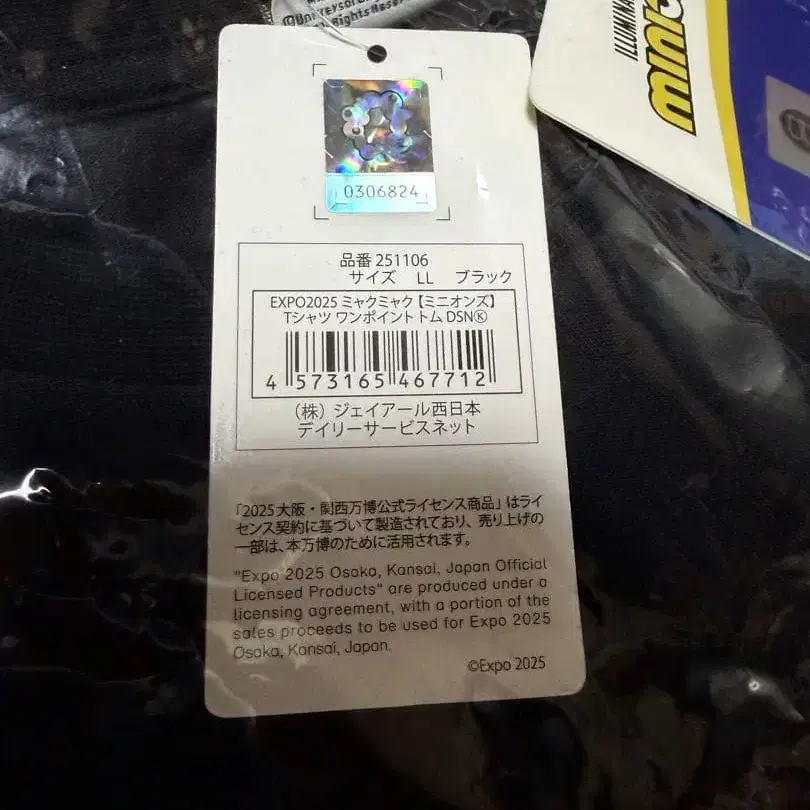 ©Universal C
Rights Rese
ILLUMINA
MINIO
0306824
品番 251106
サイズ LL ブラック
EXPO2025 ミャクミャク【ミニオンズ】
Tシャツ ワンポイント トム DSNⓀ
4 573165 467712
(株) ジェイアール西日本
デイリーサービスネット
「2025大阪・関西万博公式ライセンス商品」はライ
センス契約に基づいて製造されており、売り上げの
一部は、本万博のために活用されます。
"Expo 2025 Osaka, Kansai, Japan Official
Licensed Products" are produced under a
licensing agreement, with a portion of the
sales proceeds to be used for Expo 2025
Osaka, Kansai, Japan.
©Expo 2025